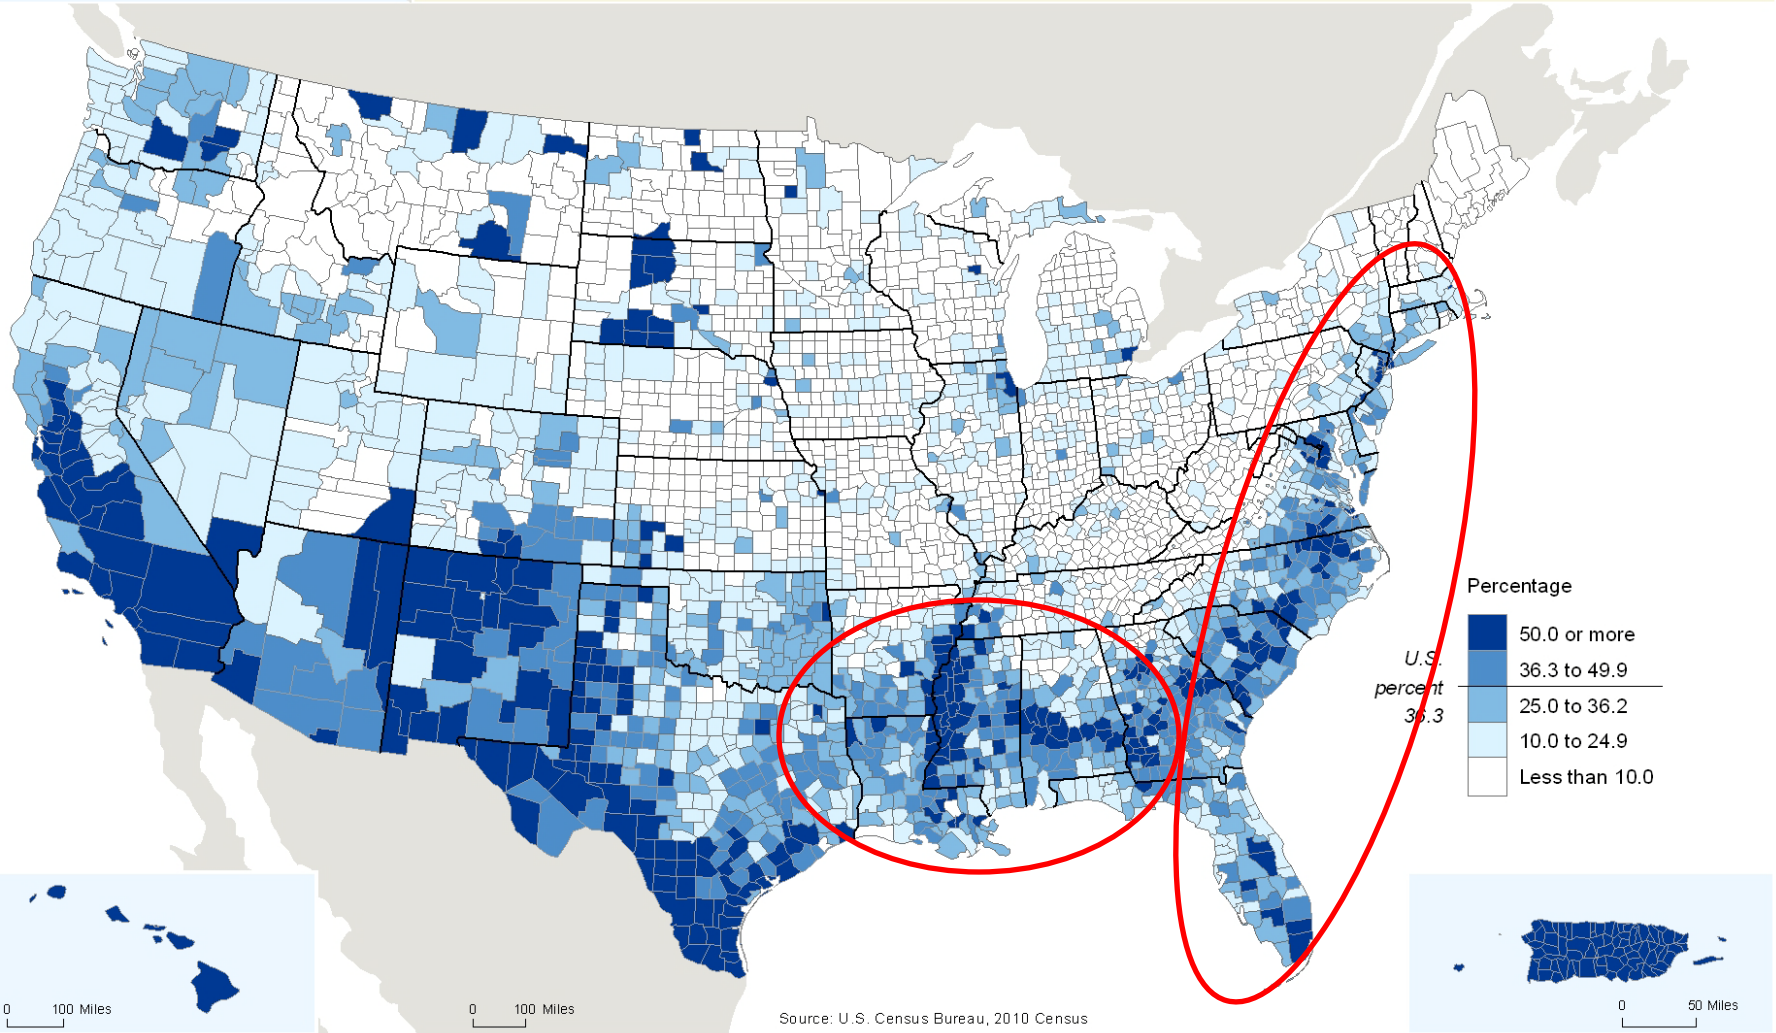 Percentage
50.0 or more
36.3 to 49.9
U.S.
percent
36.3
25.0 to 36.2
10.0 to 24.9
Less than 10.0
0 100 Miles
0 100 Miles
Source: U.S. Census Bureau, 2010 Census
0 50 Miles